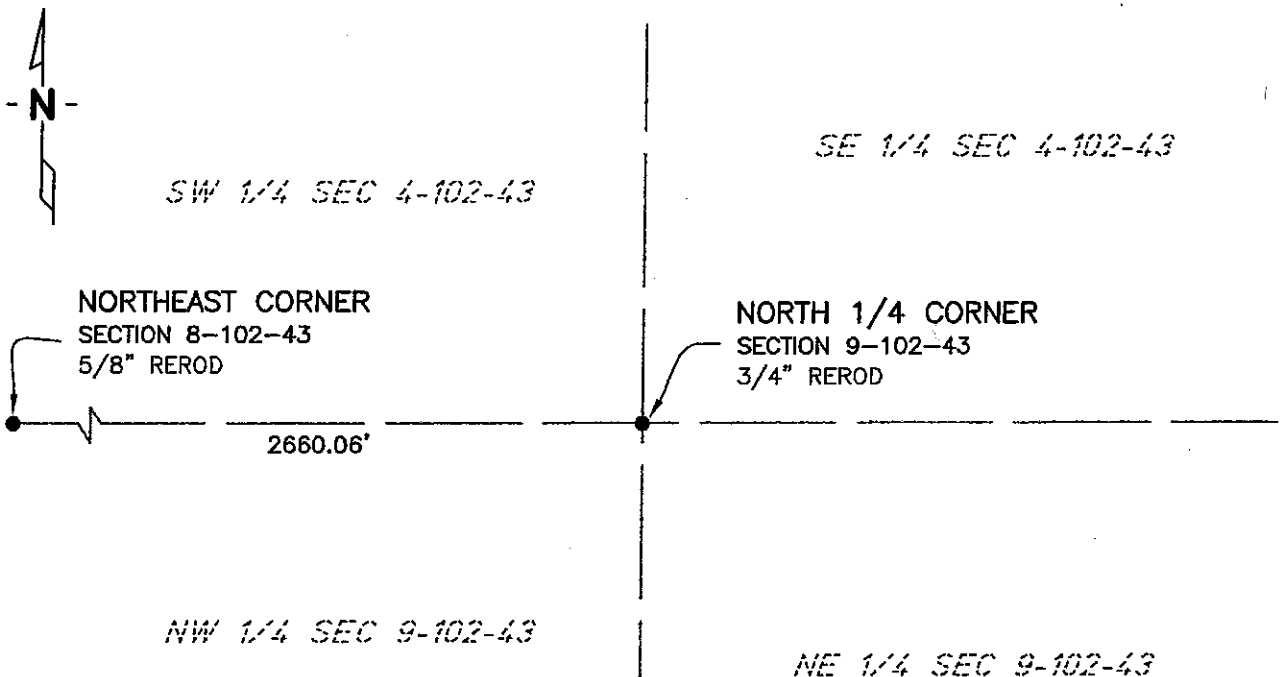 - N -
SE 1/4 SEC 4-102-43
SW 1/4 SEC 4-102-43
NORTHEAST CORNER
SECTION 8-102-43
5/8" REROD
NORTH 1/4 CORNER
SECTION 9-102-43
3/4" REROD
2660.06'
NW 1/4 SEC 9-102-43
NE 1/4 SEC 9-102-43